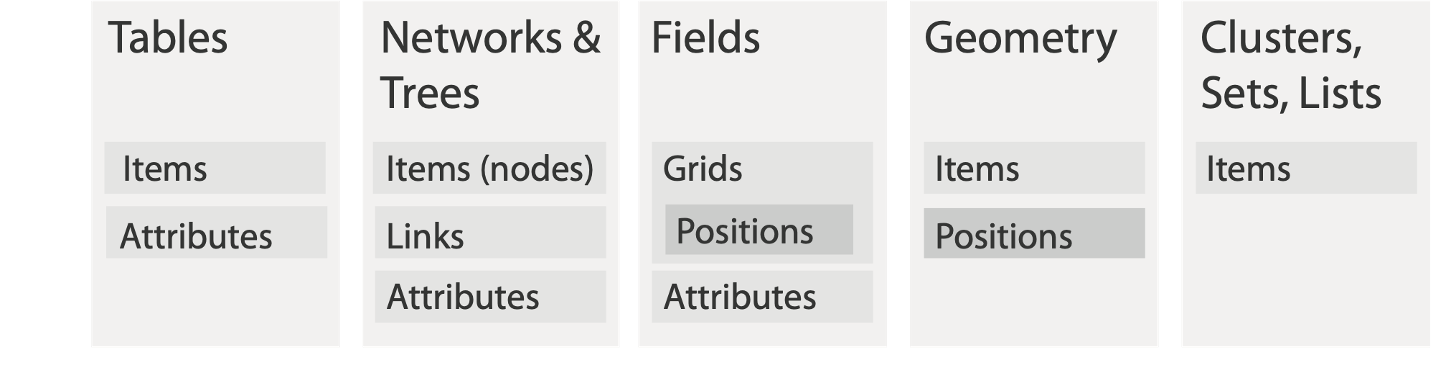 Tables
Items
Attributes
Networks &
Trees
Items (nodes)
Links
Attributes
Fields
Grids
Positions
Attributes
Geometry
Items
Positions
Clusters,
Sets, Lists
Items